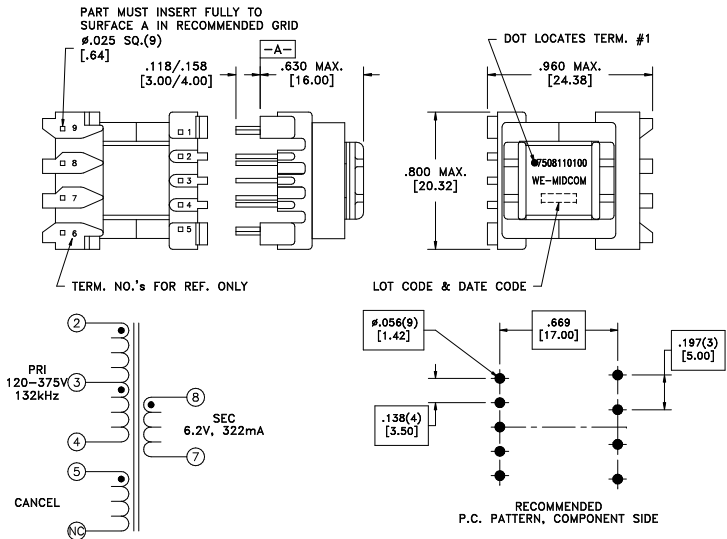 PART MUST INSERT FULLY TO
SURFACE A IN RECOMMENDED GRID
ø.025 SQ.(9)
[.64]
.118/.158
[3.00/4.00]
-A-
.630 MAX.
[16.00]
DOT LOCATES TERM. #1
.960 MAX.
[24.38]
9
8
7
6
1
2
3
4
5
.800 MAX.
[20.32]
7508110100
WE-MIDCOM
TERM. NO.'s FOR REF. ONLY
LOT CODE & DATE CODE
2
PRI
120-375V
132kHz
3
4
5
CANCEL
NC
8
SEC
6.2V, 322mA
7
ø.056(9)
[1.42]
.669
[17.00]
.197(3)
[5.00]
.138(4)
[3.50]
RECOMMENDED
P.C. PATTERN, COMPONENT SIDE